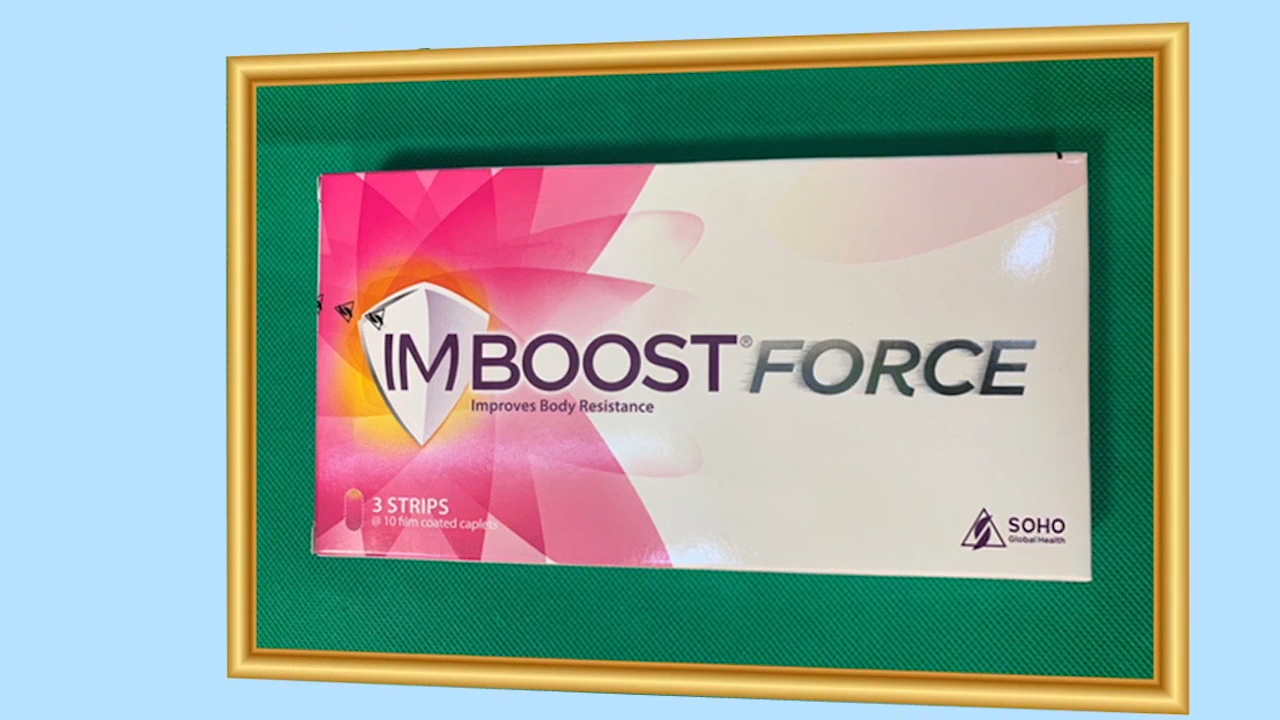 IMBOOST® FORCE
Improves Body Resistance
3 STRIPS
@ 10 film coated caplets
SOHO
Global Health